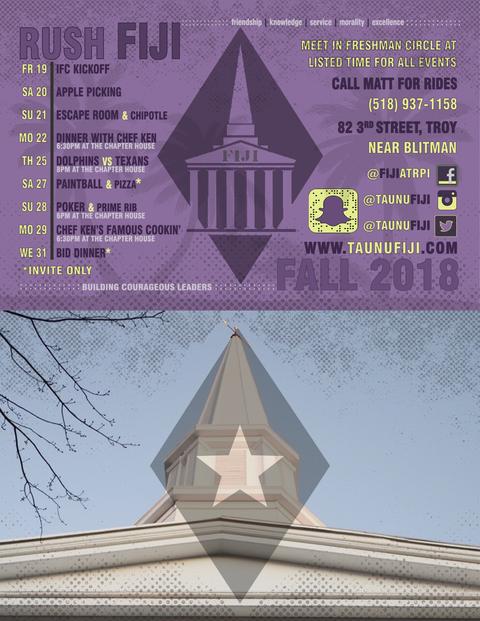 friendship | knowledge | service | morality | excellence
RUSH FIJI
FR 19 IFC KICKOFF
SA 20 APPLE PICKING
SU 21 ESCAPE ROOM & CHIPOTLE
MO 22 DINNER WITH CHEF KEN
6:30PM AT THE CHAPTER HOUSE
TH 25 DOLPHINS VS TEXANS
8PM AT THE CHAPTER HOUSE
SA 27 PAINTBALL & PIZZA*
SU 28 POKER & PRIME RIB
6PM AT THE CHAPTER HOUSE
MO 29 CHEF KEN'S FAMOUS COOKIN'
6:30PM AT THE CHAPTER HOUSE
WE 31 BID DINNER*
*INVITE ONLY
BUILDING COURAGEOUS LEADERS
FIJI
MEET IN FRESHMAN CIRCLE AT
LISTED TIME FOR ALL EVENTS
CALL MATT FOR RIDES
(518) 937-1158
82 3RD STREET, TROY
NEAR BLITMAN
@FIJIATRPI
@TAUNUFIJI
@TAUNUFIJI
WWW.TAUNUFIJI.COM
FALL 2018